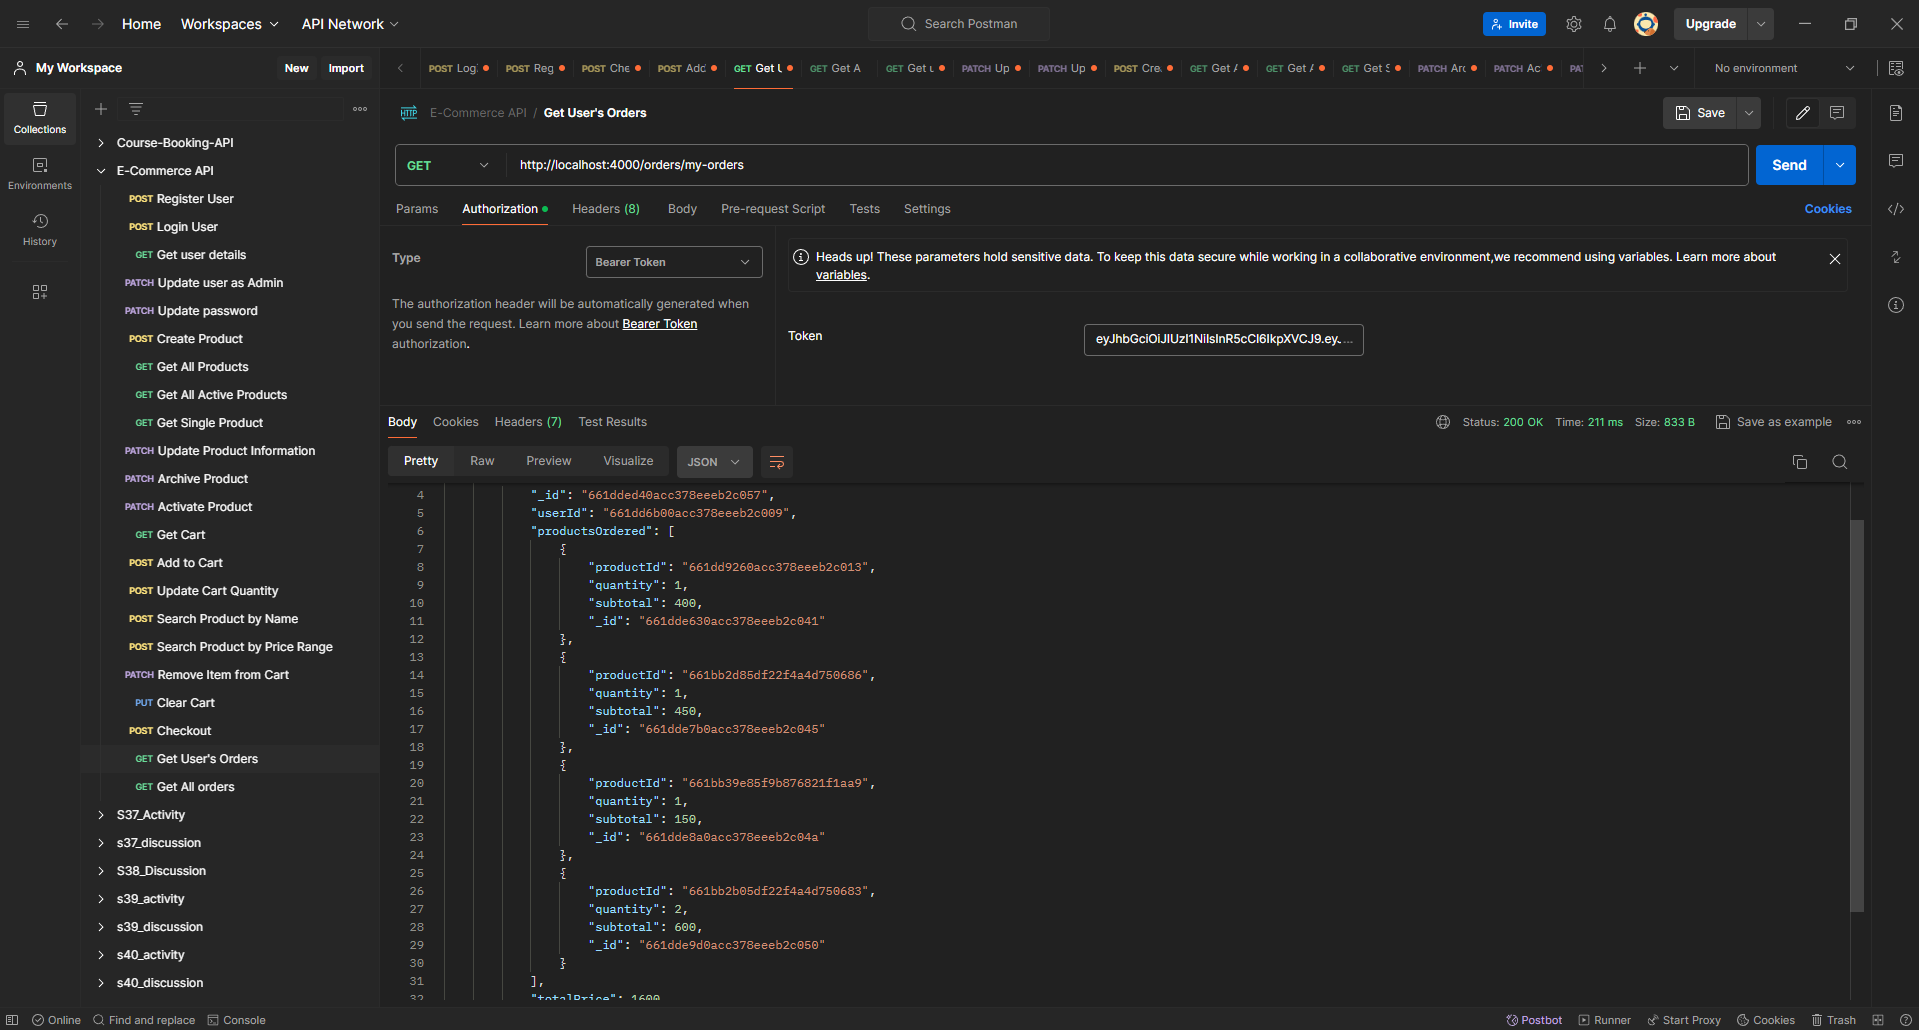 Home
Workspaces
API Network
Search Postman
Invite
Upgrade
My Workspace
New
Import
POST Log
POST Reg
POST Che
POST Add
GET Get U
GET Get A
GET Get u
PATCH Up
PATCH Up
POST Cre
GET Get A
GET Get A
GET Get S
PATCH Arc
PATCH Ac
PAT
No environment
Collections
Environments
History
Course-Booking-API
E-Commerce API
POST Register User
POST Login User
GET Get user details
PATCH Update user as Admin
PATCH Update password
POST Create Product
GET Get All Products
GET Get All Active Products
GET Get Single Product
PATCH Update Product Information
PATCH Archive Product
PATCH Activate Product
GET Get Cart
POST Add to Cart
POST Update Cart Quantity
POST Search Product by Name
POST Search Product by Price Range
PATCH Remove Item from Cart
PUT Clear Cart
POST Checkout
GET Get User's Orders
GET Get All orders
S37_Activity
s37_discussion
S38_Discussion
s39_activity
s39_discussion
s40_activity
s40_discussion
HTTP E-Commerce API / Get User's Orders
Save
GET
http://localhost:4000/orders/my-orders
Send
Params
Authorization
Headers (8)
Body
Pre-request Script
Tests
Settings
Cookies
Type
Bearer Token
The authorization header will be automatically generated when
you send the request. Learn more about Bearer Token
authorization.
Heads up! These parameters hold sensitive data. To keep this data secure while working in a collaborative environment,we recommend using variables. Learn more about
variables.
Token
eyJhbGciOiJIUzI1NiIsInR5cCI6IkpXVCJ9.eyJ...
Body
Cookies
Headers (7)
Test Results
Status: 200 OK
Time: 211 ms
Size: 833 B
Save as example
Pretty
Raw
Preview
Visualize
JSON
4 "_id": "661dded40acc378eeeb2c057",
5 "userId": "661dd6b00acc378eeeb2c009",
6 "productsOrdered": [
7 {
8 "productId": "661dd9260acc378eeeb2c013",
9 "quantity": 1,
10 "subtotal": 400,
11 "_id": "661dde630acc378eeeb2c041"
12 },
13 {
14 "productId": "661bb2d85df22f4a4d750686",
15 "quantity": 1,
16 "subtotal": 450,
17 "_id": "661dde7b0acc378eeeb2c045"
18 },
19 {
20 "productId": "661bb39e85f9b876821f1aa9",
21 "quantity": 1,
22 "subtotal": 150,
23 "_id": "661dde8a0acc378eeeb2c04a"
24 },
25 {
26 "productId": "661bb2b05df22f4a4d750683",
27 "quantity": 2,
28 "subtotal": 600,
29 "_id": "661dde9d0acc378eeeb2c050"
30 }
31 ],
32 "totalPrice": 1600
Online
Find and replace
Console
Postbot
Runner
Start Proxy
Cookies
Trash